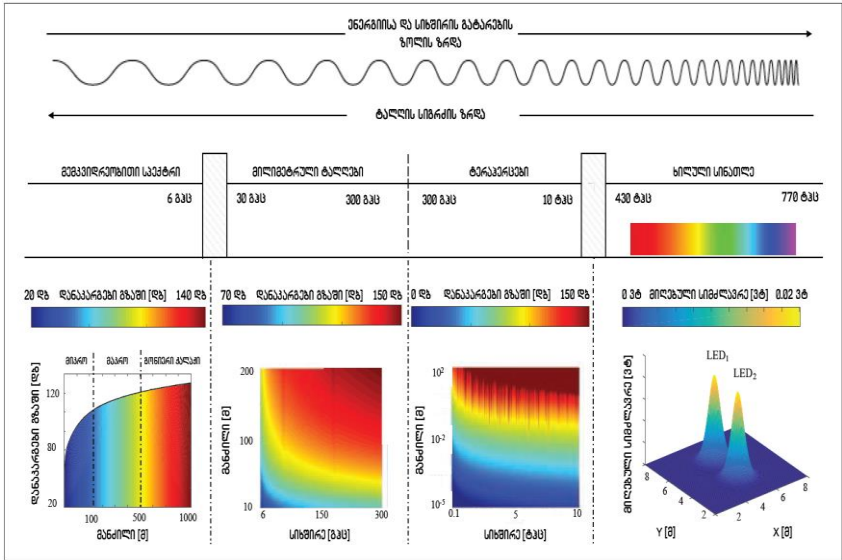 ენერგიისა და სიხშირის გატარების
ზოლის ზრდა
ტალღის სიგრძის ზრდა
მემკვიდრეობითი სპექტრი
მილიმეტრული ტალღები
ტერაჰერცები
ხილული სინათლე
6 გჰც
30 გჰც
300 გჰც
300 გჰც
10 ტჰც
430 ტჰც
770 ტჰც
20 დბ დანაკარგები გზაში [დბ] 140 დბ
70 დბ დანაკარგები გზაში [დბ] 150 დბ
0 დბ დანაკარგები გზაში [დბ] 150 დბ
0 ვტ მიღებული სიმძლავრე [ვტ] 0.02 ვტ
მიკრო
მაკრო
გონიერი ქალაქი
დანაკარგები გზაში [დბ]
120
80
20
100
500
1000
მანძილი [მ]
მანძილი [მ]
200
100
10
6
150
300
სიხშირე [გჰც]
მანძილი [მ]
10²
10⁻²
10⁻⁵
0.1
5
10
სიხშირე [ტჰც]
მიღებული სიმძლავრე [ვტ]
LED₁
LED₂
8
6
4
2
Y [მ]
2
4
6
8
X [მ]